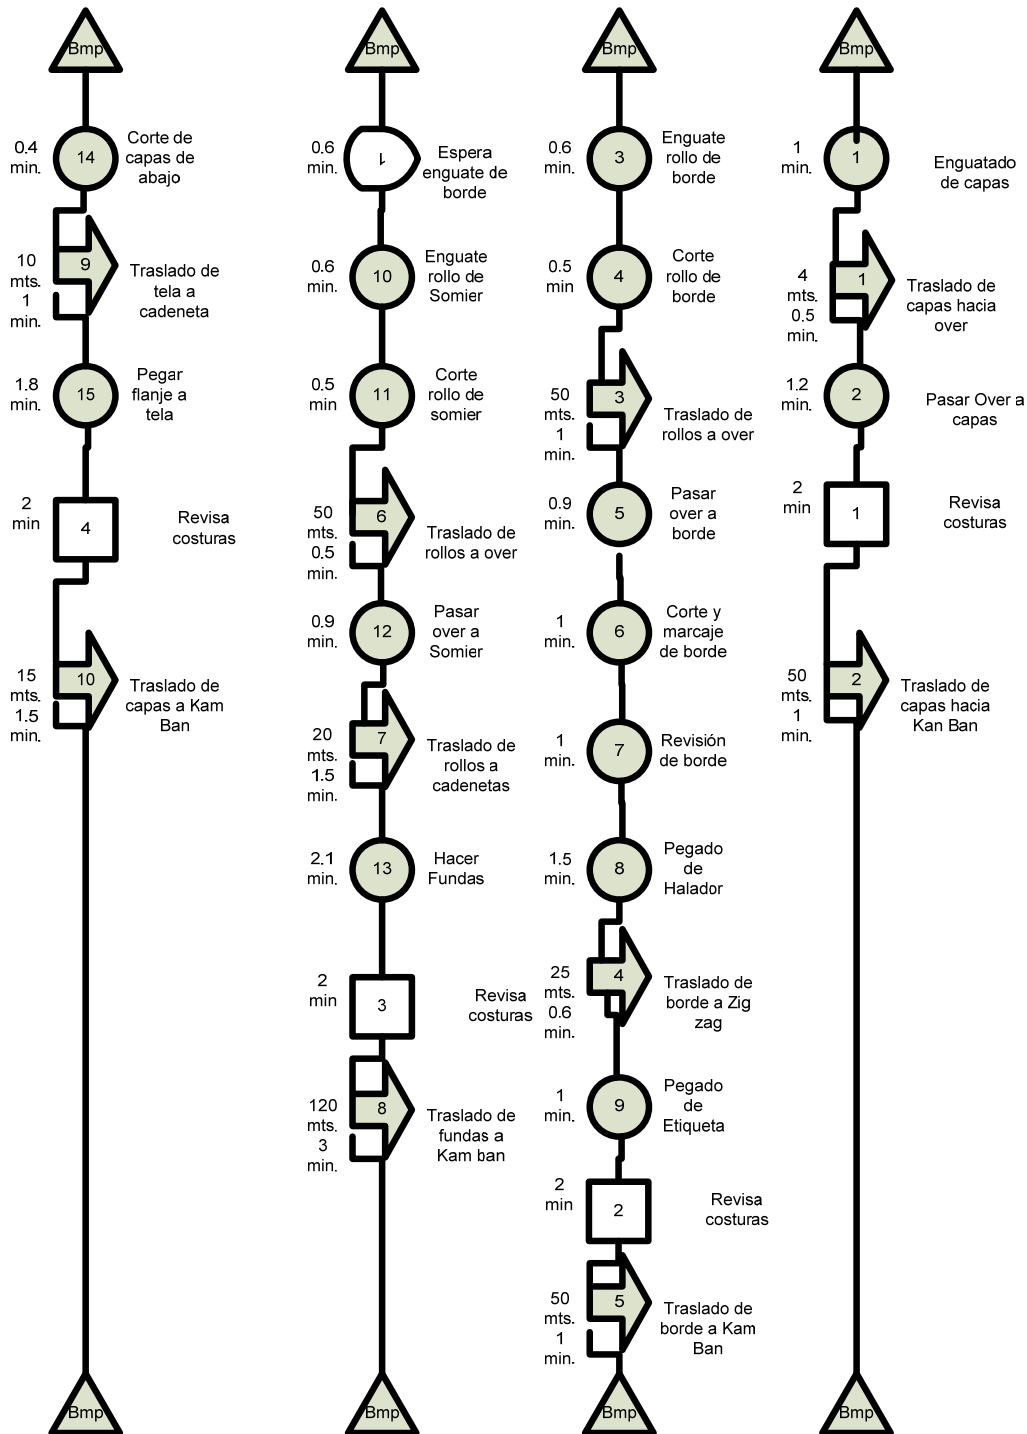 Bmp
0.4
min.
14
Corte de
capas de
abajo
10
mts.
1
min.
9
Traslado de
tela a
cadeneta
1.8
min.
15
Pegar
flanje a
tela
2
min
4
Revisa
costuras
15
mts.
1.5
min.
10
Traslado de
capas a Kam
Ban
Bmp
Bmp
0.6
min.
1
Espera
enguate de
borde
0.6
min.
10
Enguate
rollo de
Somier
0.5
min
11
Corte
rollo de
somier
50
mts.
0.5
min.
6
Traslado de
rollos a over
0.9
min.
12
Pasar
over a
Somier
20
mts.
1.5
min.
7
Traslado de
rollos a
cadenetas
2.1
min.
13
Hacer
Fundas
2
min
3
Revisa
costuras
120
mts.
3
min.
8
Traslado de
fundas a
Kam ban
Bmp
Bmp
0.6
min.
3
Enguate
rollo de
borde
0.5
min
4
Corte
rollo de
borde
50
mts.
1
min.
3
Traslado de
rollos a over
0.9
min.
5
Pasar
over a
borde
1
min.
6
Corte y
marcaje
de borde
1
min.
7
Revisión
de borde
1.5
min.
8
Pegado
de
Halador
25
mts.
0.6
min.
4
Traslado de
borde a Zig
zag
1
min.
9
Pegado
de
Etiqueta
2
min
2
Revisa
costuras
50
mts.
1
min.
5
Traslado de
borde a Kam
Ban
Bmp
Bmp
1
min.
1
Enguatado
de capas
4
mts.
0.5
min.
1
Traslado de
capas hacia
over
1.2
min.
2
Pasar Over a
capas
2
min
1
Revisa
costuras
50
mts.
1
min.
2
Traslado de
capas hacia
Kan Ban
Bmp